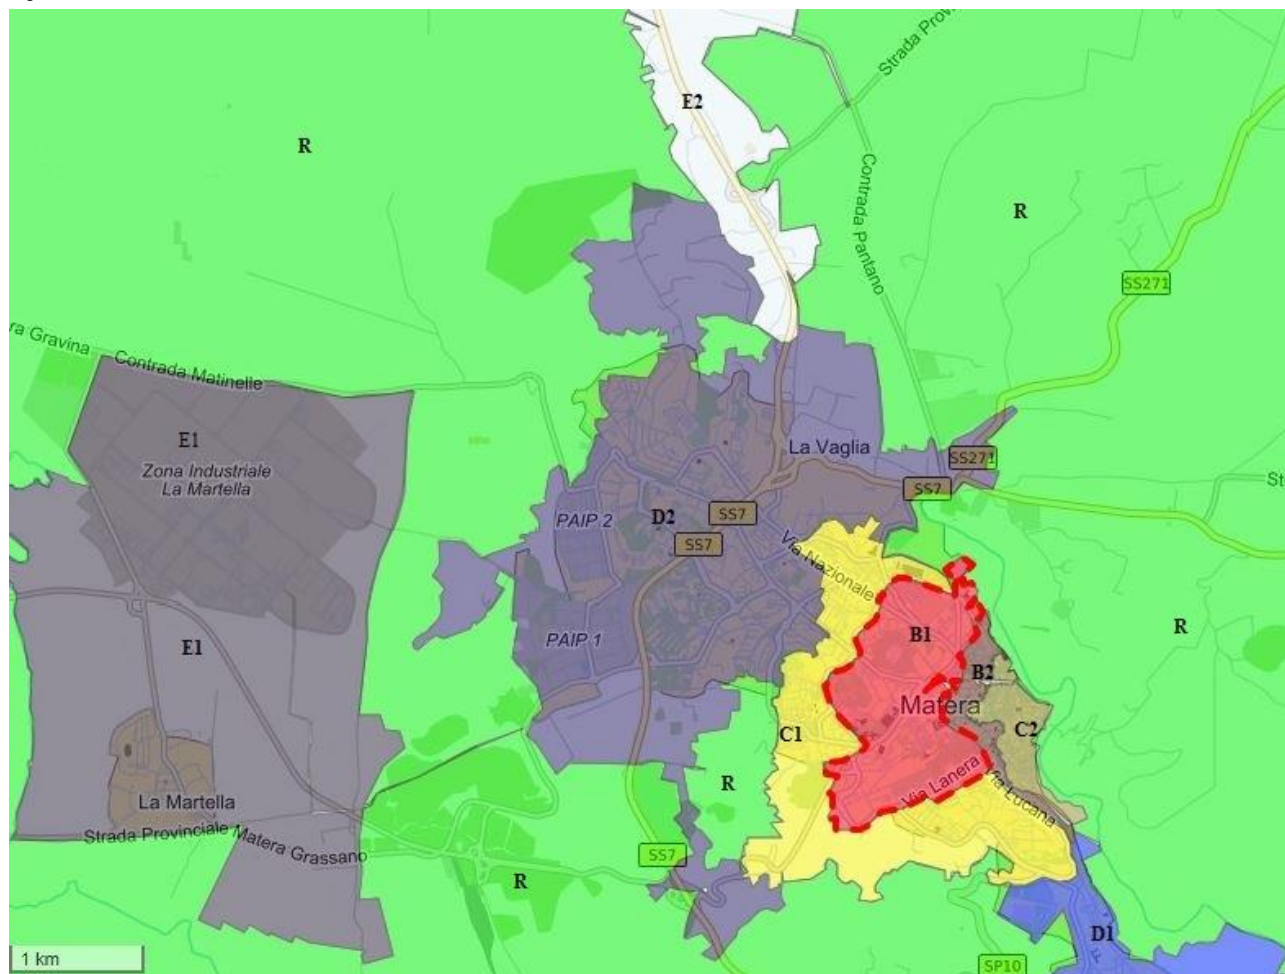 Strada Prov
E2
R
Contrada Pantano
R
SS271
ra Gravina
Contrada Matinelle
E1
Zona Industriale
La Martella
La Vaglia
SS271
SS7
St
PAIP 2
D2
SS7
SS7
Via Nazionale
PAIP 1
B1
R
E1
B2
Matera
C1
C2
R
Via Lanera
Via Lucana
La Martella
Strada Provinciale Matera Grassano
SS7
R
D1
1 km
SP10